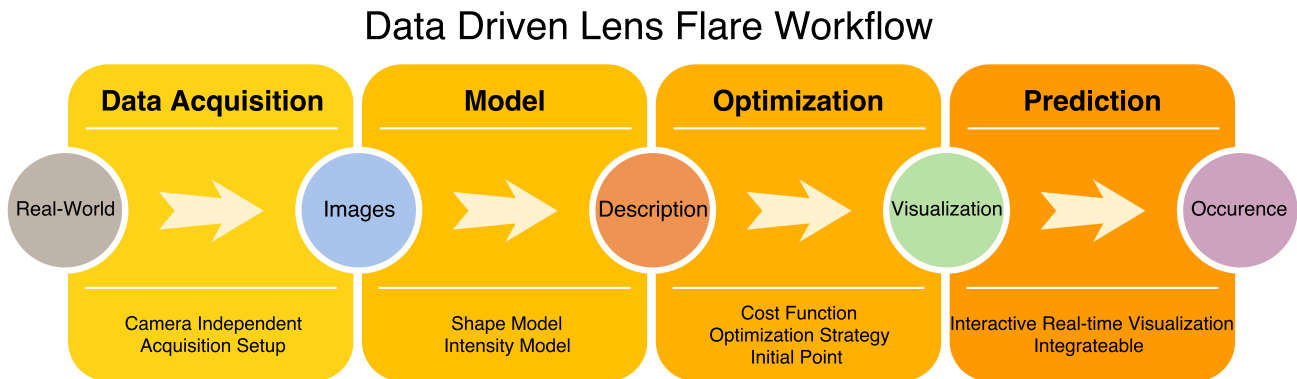 Data Driven Lens Flare Workflow
Data Acquisition
Model
Optimization
Prediction
Real-World
Images
Description
Visualization
Occurence
Camera Independent
Acquisition Setup
Shape Model
Intensity Model
Cost Function
Optimization Strategy
Initial Point
Interactive Real-time Visualization
Integrateable